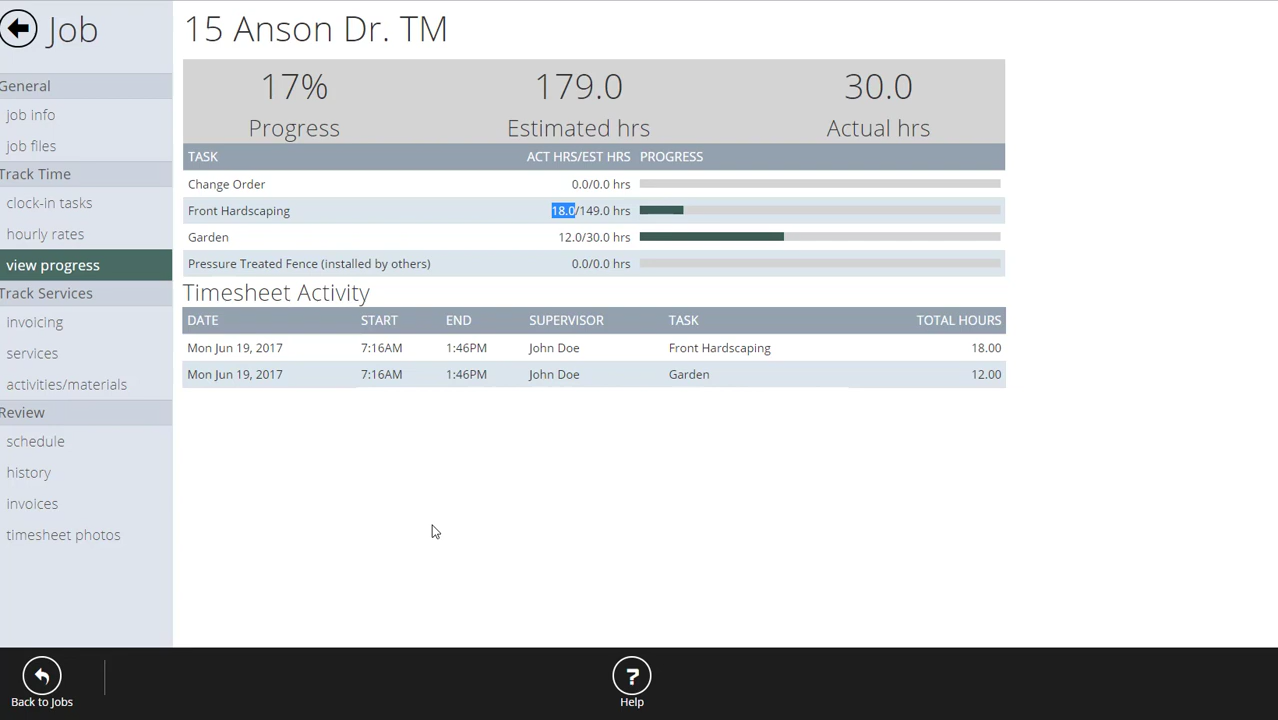 Job
General
job info
job files
Track Time
clock-in tasks
hourly rates
view progress
Track Services
invoicing
services
activities/materials
Review
schedule
history
invoices
timesheet photos
15 Anson Dr. TM
17% 179.0 30.0
Progress Estimated hrs Actual hrs
TASK ACT HRS/EST HRS PROGRESS
Change Order 0.0/0.0 hrs
Front Hardscaping 18.0/149.0 hrs
Garden 12.0/30.0 hrs
Pressure Treated Fence (installed by others) 0.0/0.0 hrs
Timesheet Activity
DATE START END SUPERVISOR TASK TOTAL HOURS
Mon Jun 19, 2017 7:16AM 1:46PM John Doe Front Hardscaping 18.00
Mon Jun 19, 2017 7:16AM 1:46PM John Doe Garden 12.00
Back to Jobs
?
Help